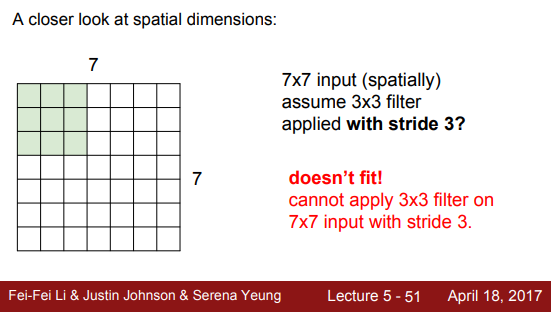 A closer look at spatial dimensions:
7
7x7 input (spatially)
assume 3x3 filter
applied with stride 3?
7
doesn’t fit!
cannot apply 3x3 filter on
7x7 input with stride 3.
Fei-Fei Li & Justin Johnson & Serena Yeung Lecture 5 - 51 April 18, 2017